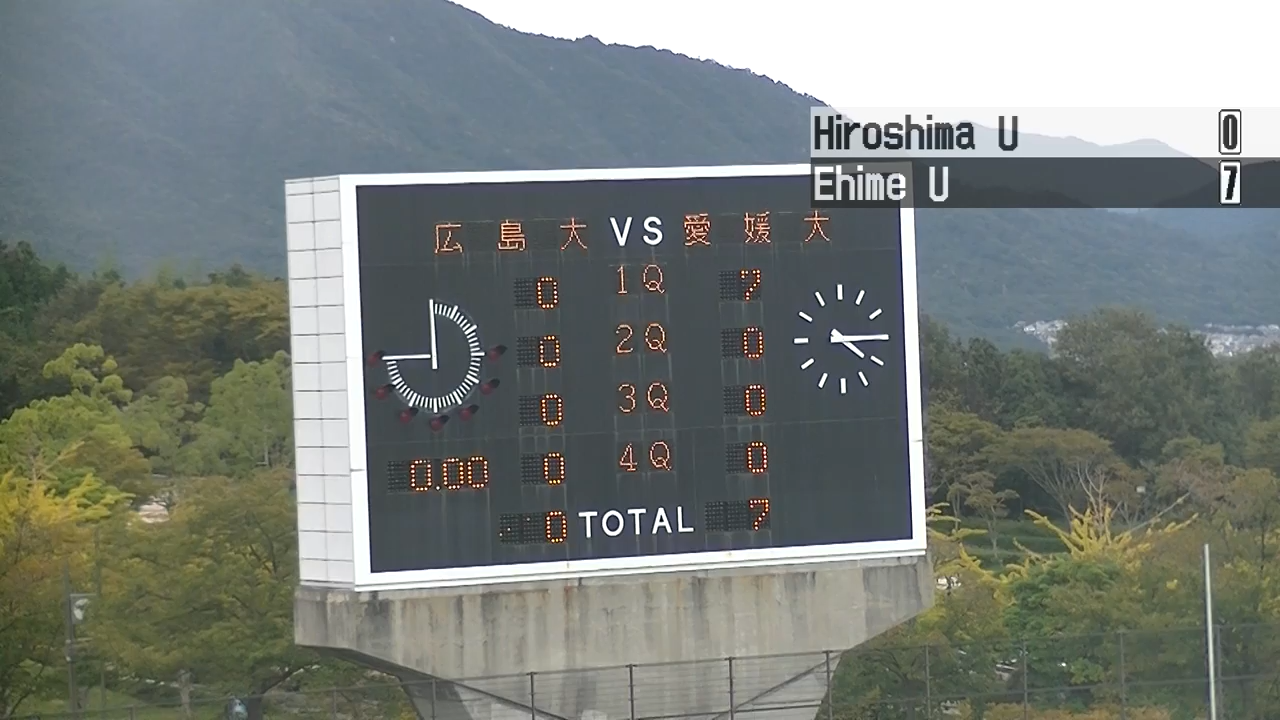 Hiroshima U 0
Ehime U 7
広島大 VS 愛媛大
0 1Q 7
0 2Q 0
0 3Q 0
0.00 0 4Q 0
0 TOTAL 7